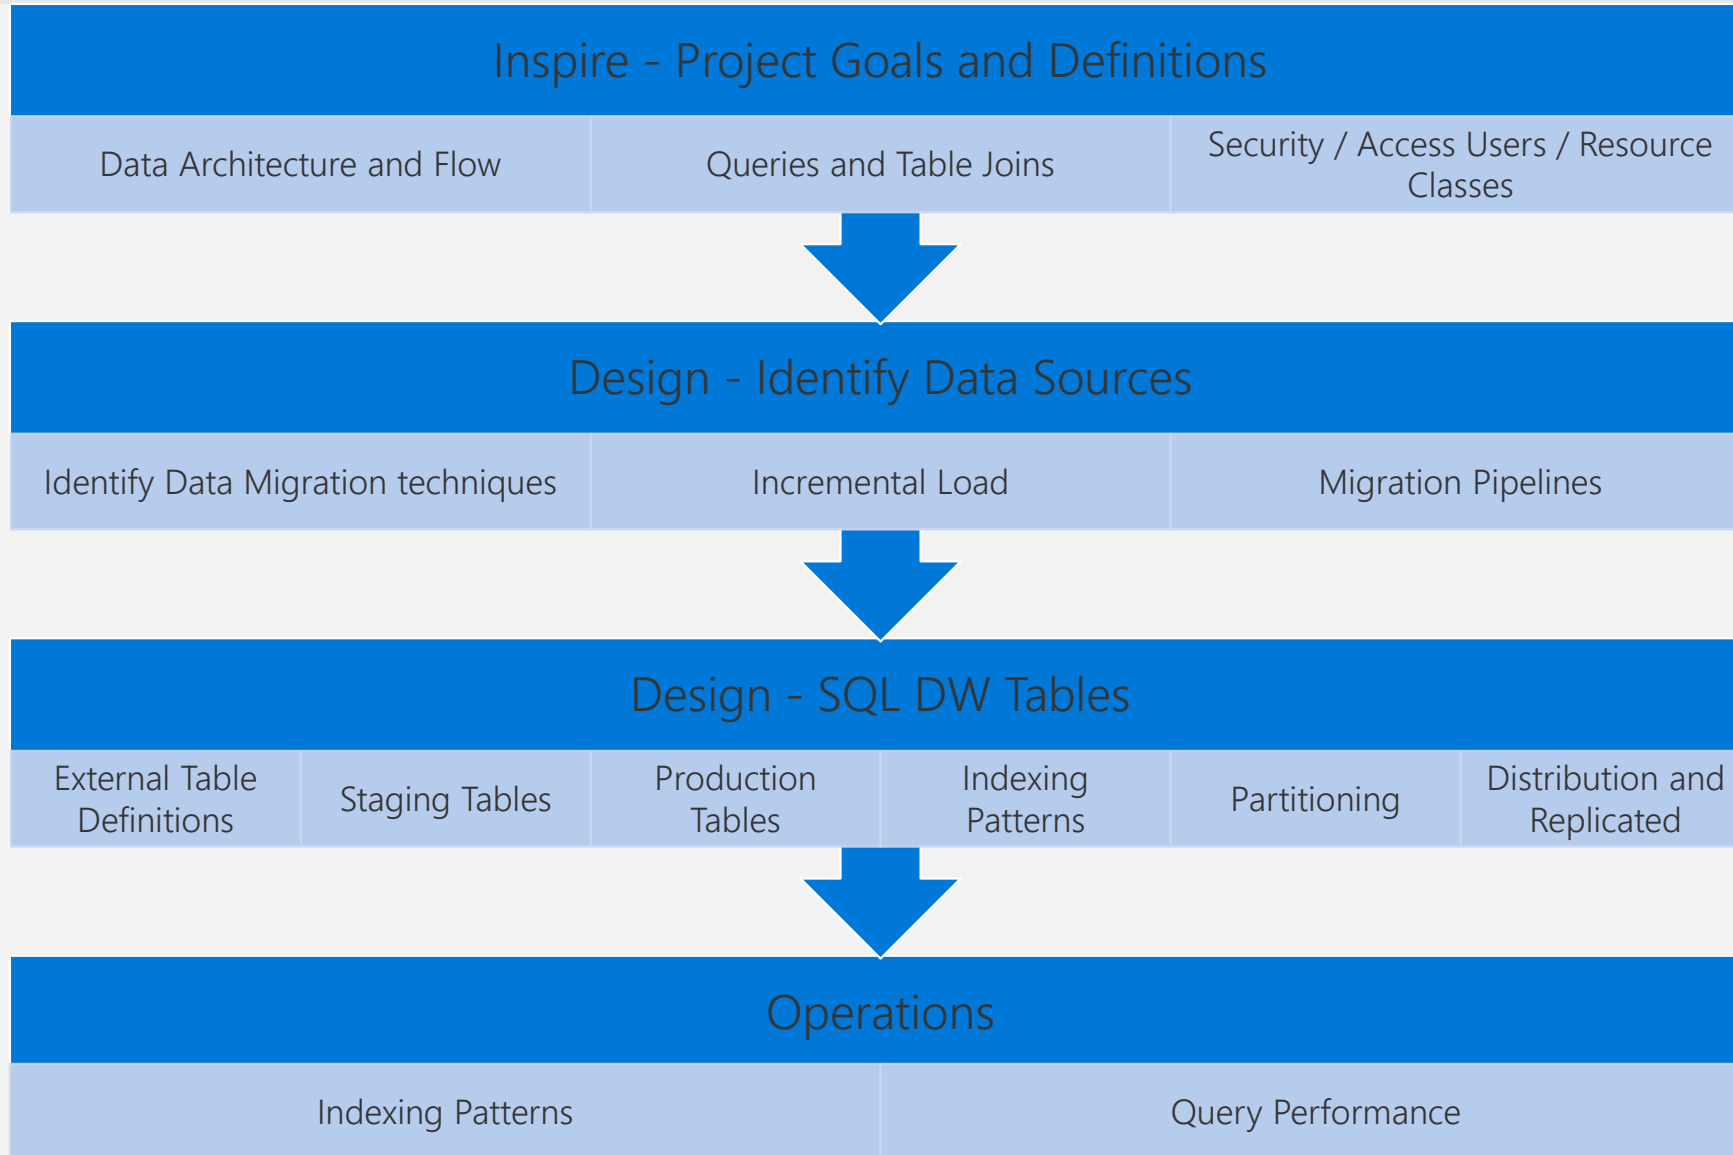 Inspire - Project Goals and Definitions
Data Architecture and Flow
Queries and Table Joins
Security / Access Users / Resource
Classes
Design - Identify Data Sources
Identify Data Migration techniques
Incremental Load
Migration Pipelines
Design - SQL DW Tables
External Table
Definitions
Staging Tables
Production
Tables
Indexing
Patterns
Partitioning
Distribution and
Replicated
Operations
Indexing Patterns
Query Performance